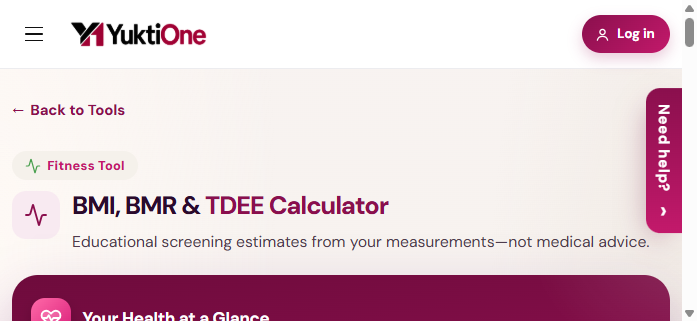 YuktiOne
Log in
← Back to Tools
Need help? ›
Fitness Tool
BMI, BMR & TDEE Calculator
Educational screening estimates from your measurements—not medical advice.
Your Health at a Glance